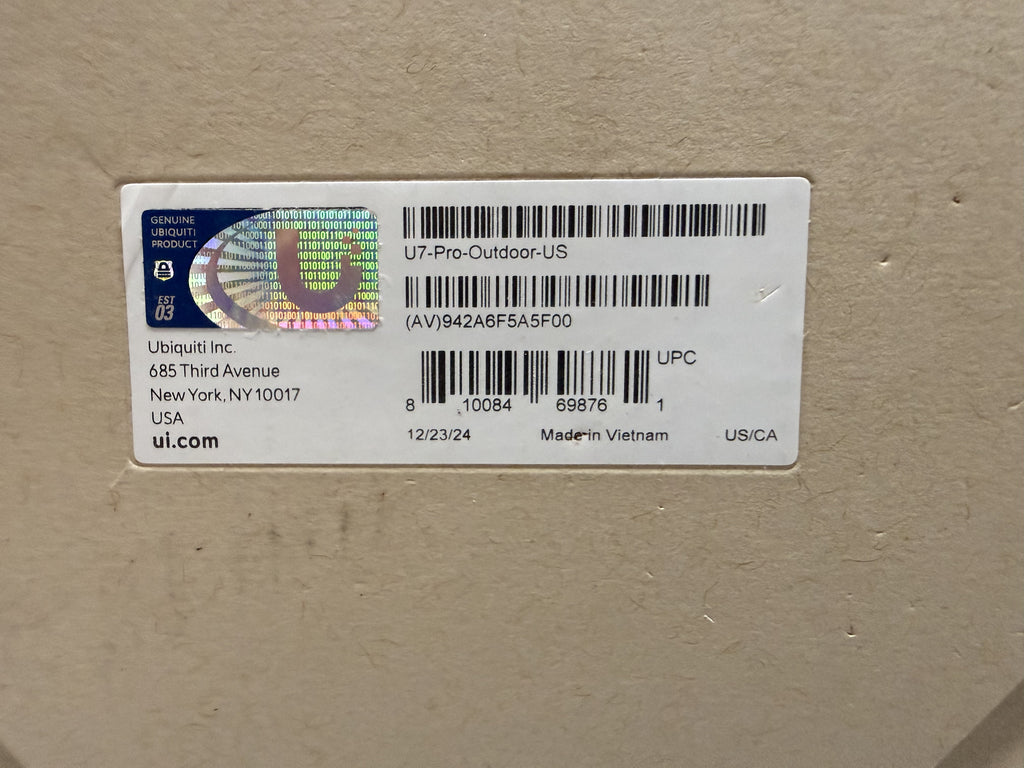 GENUINE
UBIQUITI
PRODUCT
EST
03
U
Ubiquiti Inc.
685 Third Avenue
New York, NY 10017
USA
ui.com
U7-Pro-Outdoor-US
(AV)942A6F5A5F00
UPC
8 10084 69876 1
12/23/24 Made in Vietnam US/CA